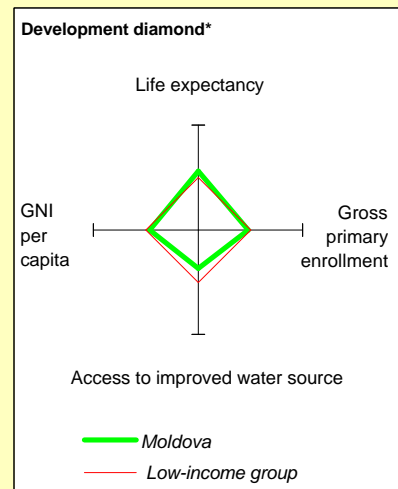 Development diamond*
Life expectancy
GNI
per
capita
Gross
primary
enrollment
Access to improved water source
Moldova
Low-income group